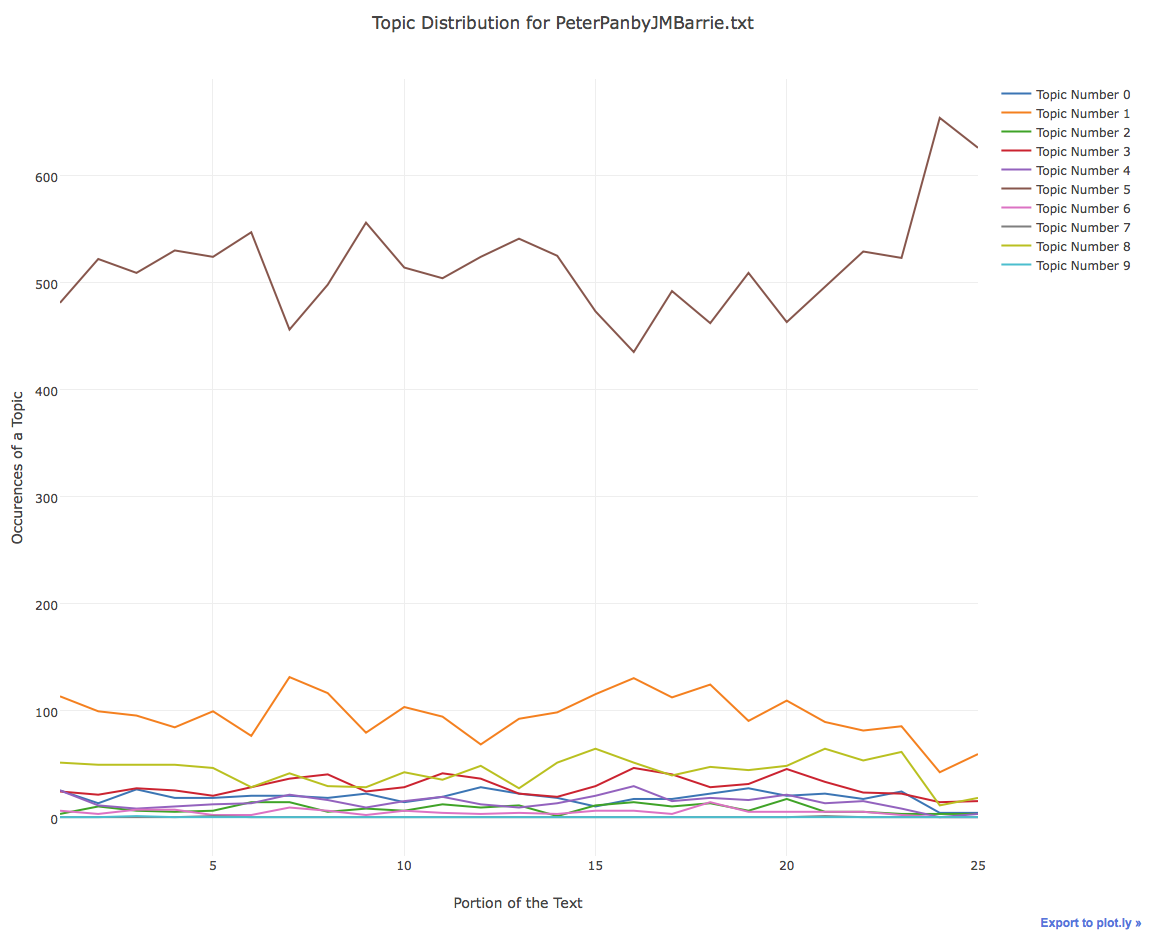 Topic Distribution for PeterPanbyJMBarrie.txt
Topic Number 0
Topic Number 1
Topic Number 2
Topic Number 3
Topic Number 4
Topic Number 5
Topic Number 6
Topic Number 7
Topic Number 8
Topic Number 9
Occurences of a Topic
600
500
400
300
200
100
0
5 10 15 20 25
Portion of the Text
Export to plot.ly »